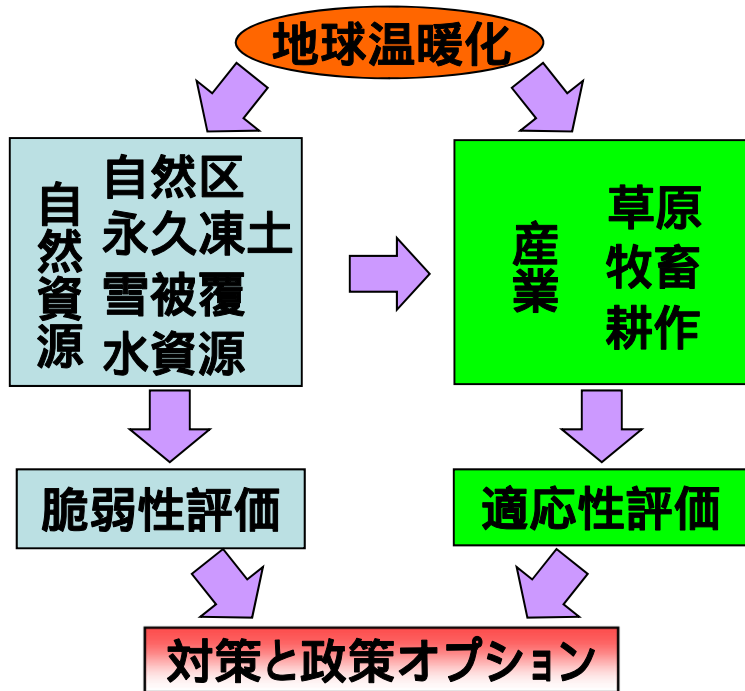 地球温暖化
自然資源
自然区
永久凍土
雪被覆
水資源
産業
草原
牧畜
耕作
脆弱性評価
適応性評価
対策と政策オプション